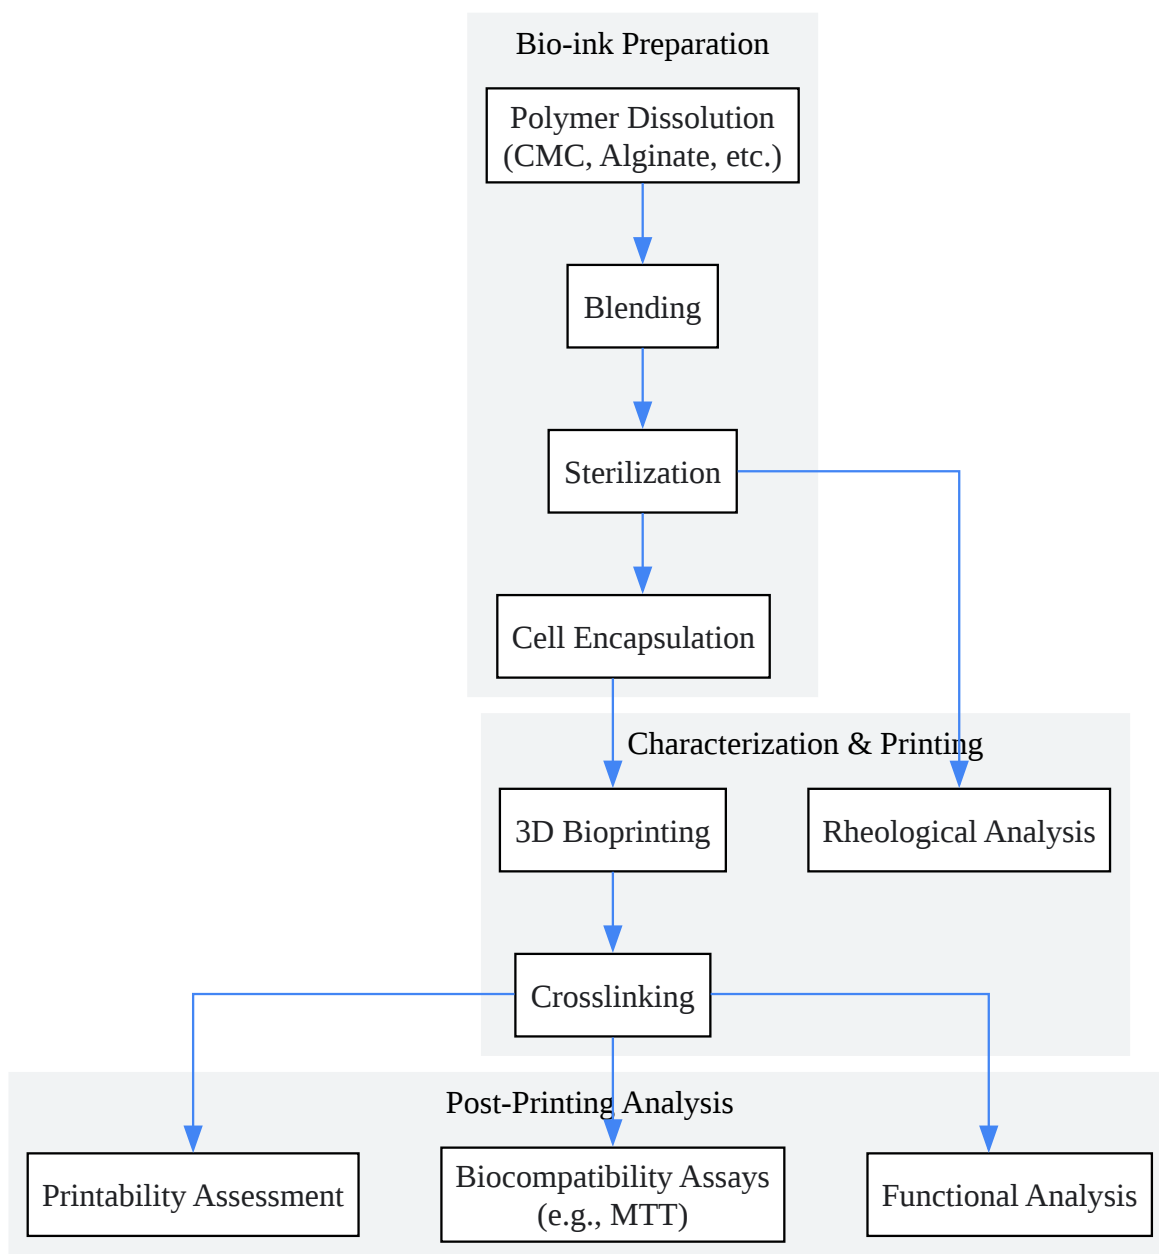 Bio-ink Preparation
Polymer Dissolution
(CMC, Alginate, etc.)
Blending
Sterilization
Cell Encapsulation
Characterization & Printing
3D Bioprinting
Rheological Analysis
Crosslinking
Post-Printing Analysis
Printability Assessment
Biocompatibility Assays
(e.g., MTT)
Functional Analysis